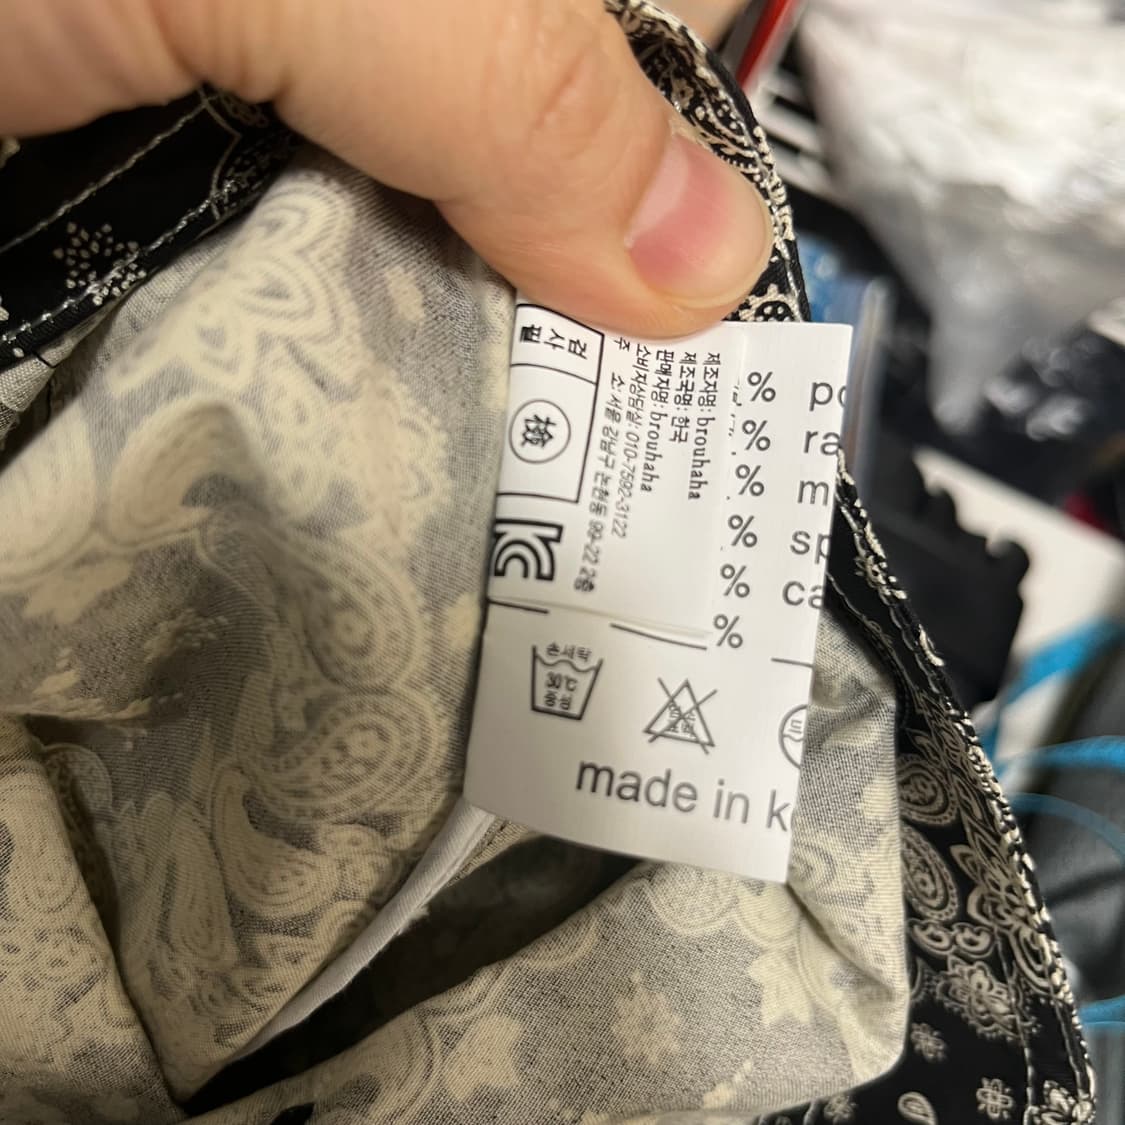 검사필
檢
제조자명: brouhaha
제조국명: 한국
판매자명: brouhaha
소비자상담실: 010-7592-3122
주 소: 서울 강남구 논현동 99-22 2층
% po
% ra
% m
% sp
% ca
%
손세탁
30℃
중성
made in k